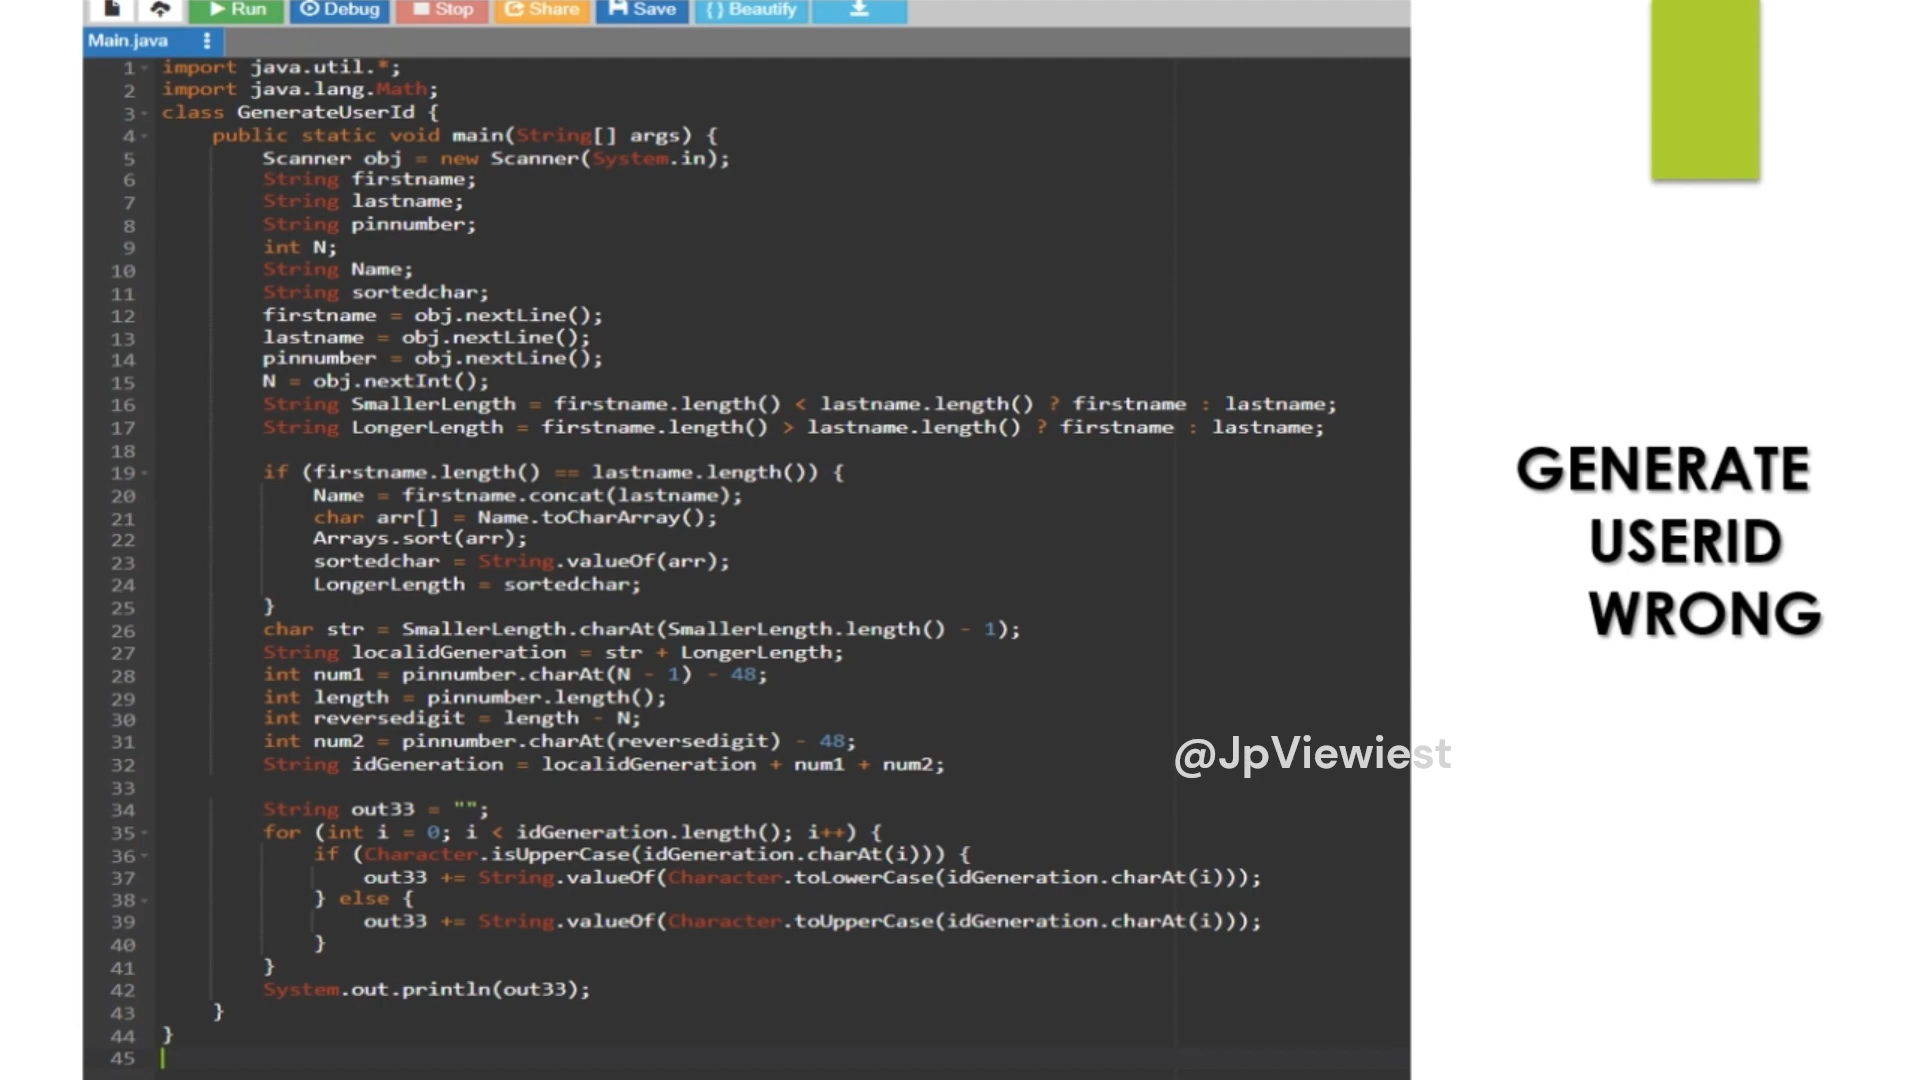 Run Debug Stop Share Save { } Beautify
Main.java
1 import java.util.*;
2 import java.lang.Math;
3 class GenerateUserId {
4 public static void main(String[] args) {
5 Scanner obj = new Scanner(System.in);
6 String firstname;
7 String lastname;
8 String pinnumber;
9 int N;
10 String Name;
11 String sortedchar;
12 firstname = obj.nextLine();
13 lastname = obj.nextLine();
14 pinnumber = obj.nextLine();
15 N = obj.nextInt();
16 String SmallerLength = firstname.length() < lastname.length() ? firstname : lastname;
17 String LongerLength = firstname.length() > lastname.length() ? firstname : lastname;
18
19 if (firstname.length() == lastname.length()) {
20 Name = firstname.concat(lastname);
21 char arr[] = Name.toCharArray();
22 Arrays.sort(arr);
23 sortedchar = String.valueOf(arr);
24 LongerLength = sortedchar;
25 }
26 char str = SmallerLength.charAt(SmallerLength.length() - 1);
27 String localidGeneration = str + LongerLength;
28 int num1 = pinnumber.charAt(N - 1) - 48;
29 int length = pinnumber.length();
30 int reversedigit = length - N;
31 int num2 = pinnumber.charAt(reversedigit) - 48;
32 String idGeneration = localidGeneration + num1 + num2;
33
34 String out33 = "";
35 for (int i = 0; i < idGeneration.length(); i++) {
36 if (Character.isUpperCase(idGeneration.charAt(i))) {
37 out33 += String.valueOf(Character.toLowerCase(idGeneration.charAt(i)));
38 } else {
39 out33 += String.valueOf(Character.toUpperCase(idGeneration.charAt(i)));
40 }
41 }
42 System.out.println(out33);
43 }
44 }
45
GENERATE
USERID
WRONG
@JpViewiest